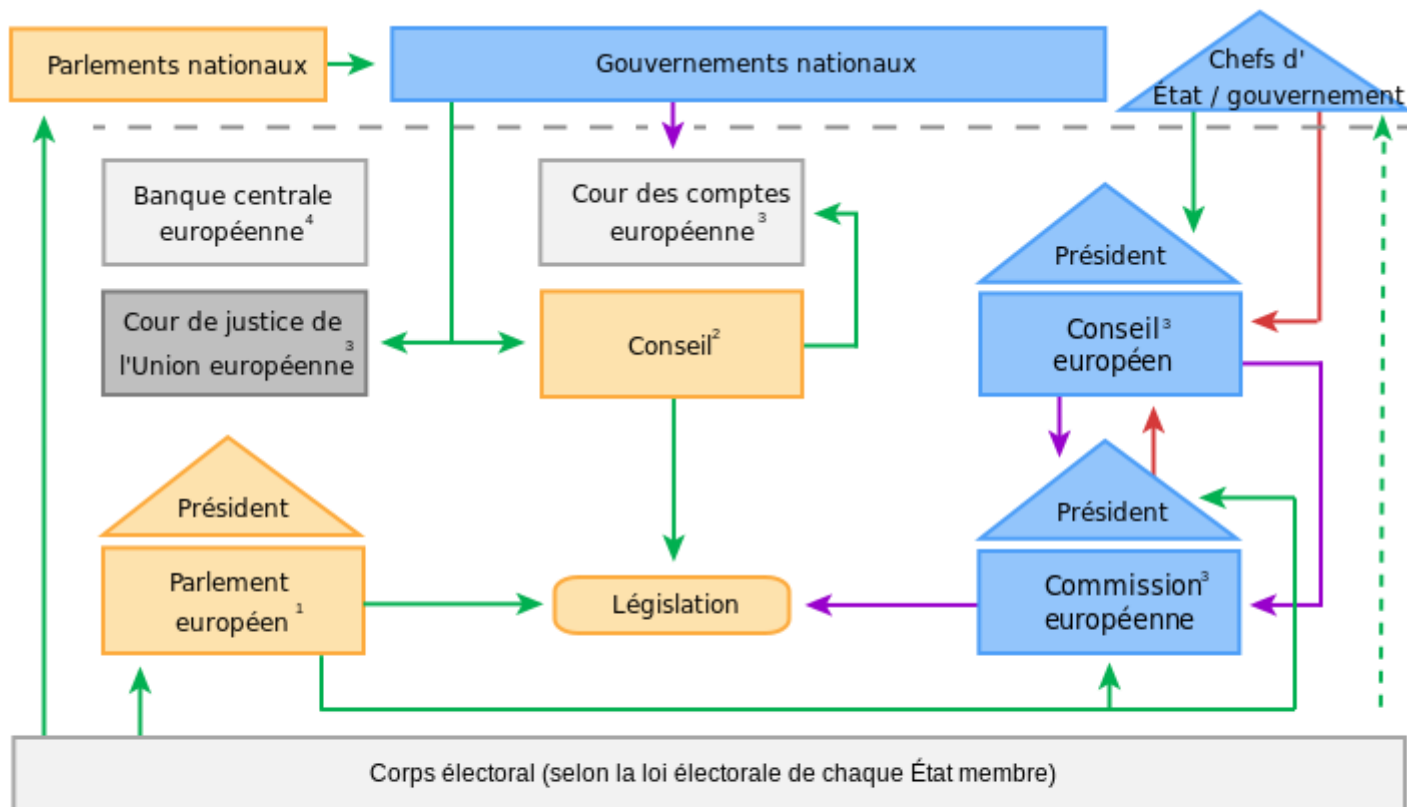 Parlements nationaux
Gouvernements nationaux
Chefs d'
État / gouvernement
Banque centrale
européenne⁴
Cour des comptes
européenne³
Président
Cour de justice de
l'Union européenne³
Conseil²
Conseil³
européen
Président
Président
Parlement
européen ¹
Législation
Commission³
européenne
Corps électoral (selon la loi électorale de chaque État membre)